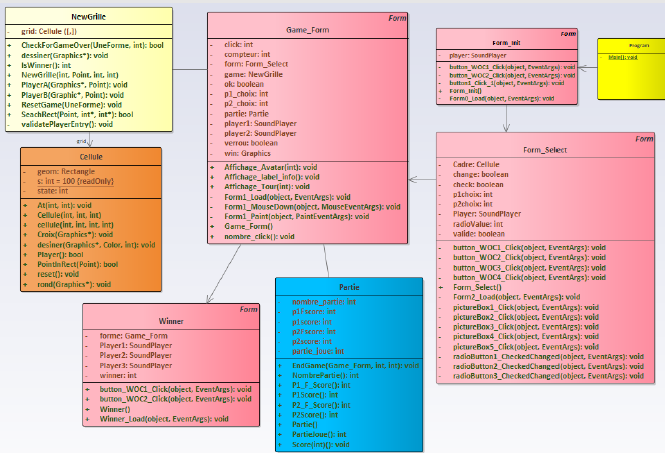 NewGrille
- grid: Cellule ([,])
+ CheckForGameOver(UneForme, int): bool
+ dessiner(Graphics*): void
+ IsWinner(): int
+ NewGrille(int, Point, int, int)
+ PlayerA(Graphic*, Point): void
+ PlayerB(Graphic*, Point): void
+ ResetGame(UneForme): void
+ SeachRect(Point, int*, int*): bool
- validatePlayerEntry(): void
grid
Cellule
- geom: Rectangle
- s: int = 100 {readOnly}
- state: int
+ At(int, int): void
+ Cellule(int, int, int)
+ cellule(int, int, int, int)
+ Croix(Graphics*): void
+ desiner(Graphics*, Color, int): void
+ Player(): bool
+ PointInRect(Point): bool
+ reset(): void
+ rond(Graphics*): void
Form
Game_Form
- click: int
- compteur: int
- form: Form_Select
- game: NewGrille
- ok: boolean
- p1_choix: int
- p2_choix: int
- partie: Partie
- player1: SoundPlayer
- player2: SoundPlayer
- verrou: boolean
- win: Graphics
+ Affichage_Avatar(int): void
+ Affichage_label_info(): void
+ Affichage_Tour(int): void
- Form1_Load(object, EventArgs): void
- Form1_MouseDown(object, MouseEventArgs): void
- Form1_Paint(object, PaintEventArgs): void
+ Game_Form()
+ nombre_click(): void
Form
Form_Init
- player: SoundPlayer
- button_WOC1_Click(object, EventArgs): void
- button_WOC2_Click(object, EventArgs): void
- button1_Click_1(object, EventArgs): void
+ Form_Init()
- Form0_Load(object, EventArgs): void
Program
- Main(): void
Form
Form_Select
- Cadre: Cellule
- change: boolean
- check: boolean
- p1choix: int
- p2choix: int
- Player: SoundPlayer
- radioValue: int
- valide: boolean
- button_WOC1_Click(object, EventArgs): void
- button_WOC2_Click(object, EventArgs): void
- button_WOC3_Click(object, EventArgs): void
- button_WOC4_Click(object, EventArgs): void
+ Form_Select()
- Form2_Load(object, EventArgs): void
- pictureBox1_Click(object, EventArgs): void
- pictureBox2_Click(object, EventArgs): void
- pictureBox3_Click(object, EventArgs): void
- pictureBox4_Click(object, EventArgs): void
- pictureBox5_Click(object, EventArgs): void
- radioButton1_CheckedChanged(object, EventArgs): void
- radioButton2_CheckedChanged(object, EventArgs): void
- radioButton3_CheckedChanged(object, EventArgs): void
Form
Winner
- forme: Game_Form
- Player1: SoundPlayer
- Player2: SoundPlayer
- Player3: SoundPlayer
- winner: int
+ button_WOC1_Click(object, EventArgs): void
+ button_WOC2_Click(object, EventArgs): void
+ Winner()
+ Winner_Load(object, EventArgs): void
Partie
- nombre_partie: int
- p1Fscore: int
- p1score: int
- p2Fscore: int
- p2score: int
- partie_joue: int
+ EndGame(Game_Form, int, int): void
+ NombrePartie(): int
+ P1_F_Score(): int
+ P1Score(): int
+ P2_F_Score(): int
+ P2Score(): int
+ Partie()
+ PartieJoue(): int
+ Score(int)(): void